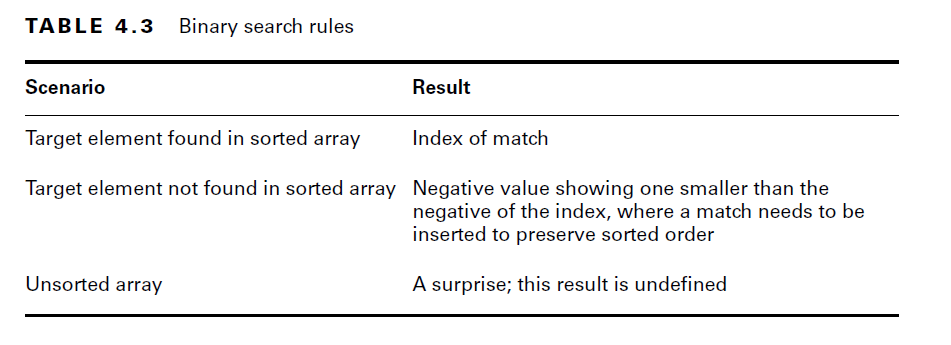 TABLE 4.3 Binary search rules
Scenario Result
Target element found in sorted array Index of match
Target element not found in sorted array Negative value showing one smaller than the
negative of the index, where a match needs to be
inserted to preserve sorted order
Unsorted array A surprise; this result is undefined